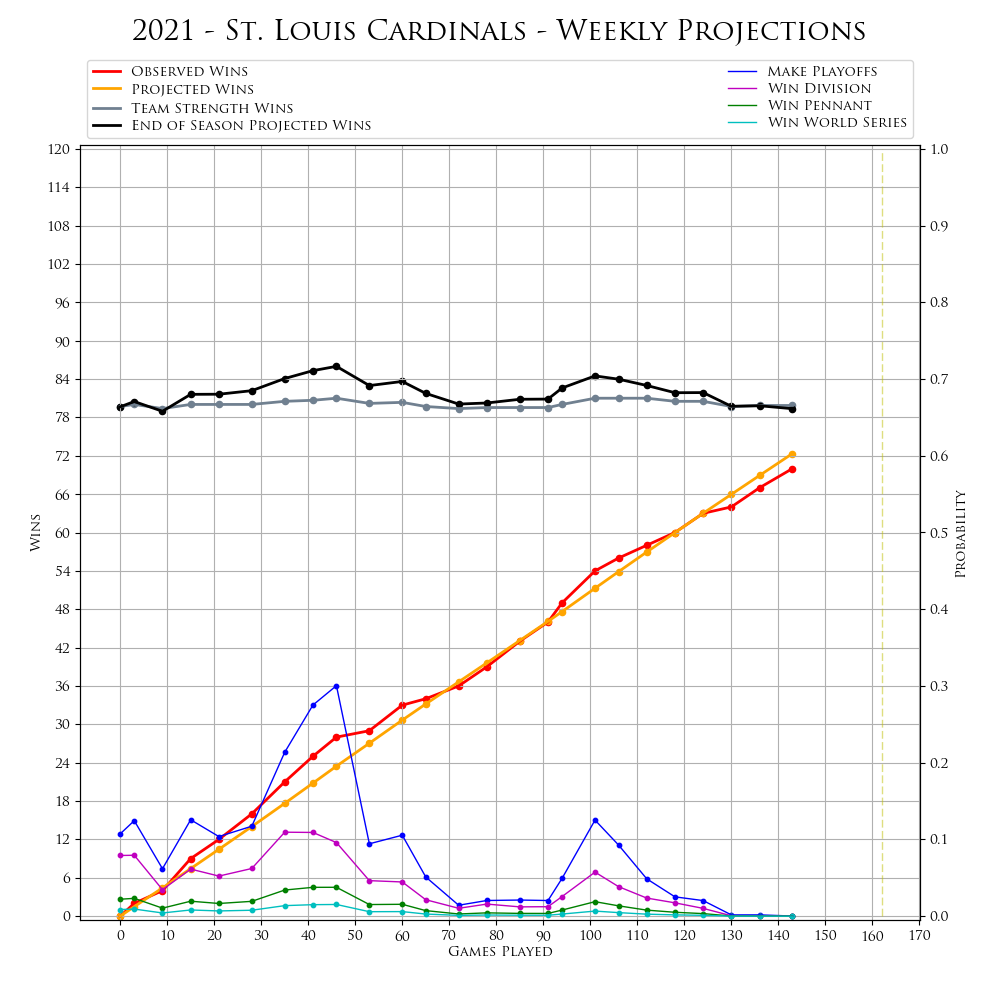 2021 - St. Louis Cardinals - Weekly Projections
Observed Wins
Projected Wins
Team Strength Wins
End of Season Projected Wins
Make Playoffs
Win Division
Win Pennant
Win World Series
120
114
108
102
96
90
84
78
72
66
60
54
48
42
36
30
24
18
12
6
0
Wins
1.0
0.9
0.8
0.7
0.6
0.5
0.4
0.3
0.2
0.1
0.0
Probability
0 10 20 30 40 50 60 70 80 90 100 110 120 130 140 150 160 170
Games Played